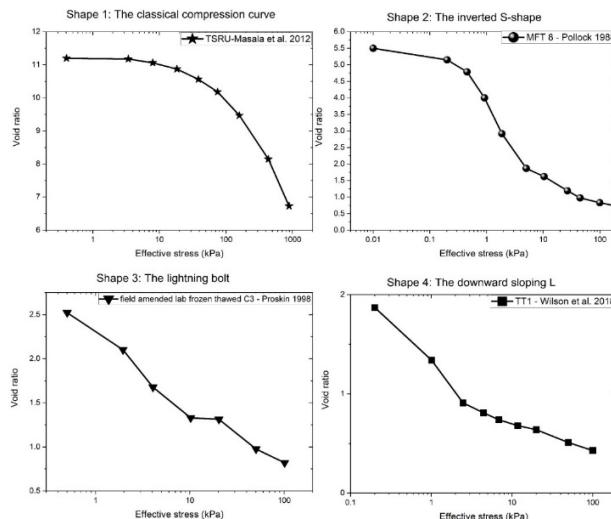 Shape 1: The classical compression curve
TSRU-Masala et al. 2012
12
11
10
9
8
7
6
Void ratio
1
10
100
1000
Effective stress (kPa)
Shape 2: The inverted S-shape
MFT 8 - Pollock 198
6.0
5.5
5.0
4.5
4.0
3.5
3.0
2.5
2.0
1.5
1.0
0.5
0.0
Void ratio
0.01
0.1
1
10
100
Effective stress (kPa)
Shape 3: The lightning bolt
field amended lab frozen thawed C3 - Proskin 1998
2.5
2.0
1.5
1.0
0.5
Void ratio
1
10
100
Effective stress (kPa)
Shape 4: The downward sloping L
TT1 - Wilson et al. 2018
2
1
0
Void ratio
0.1
1
10
100
Effective stress (kPa)